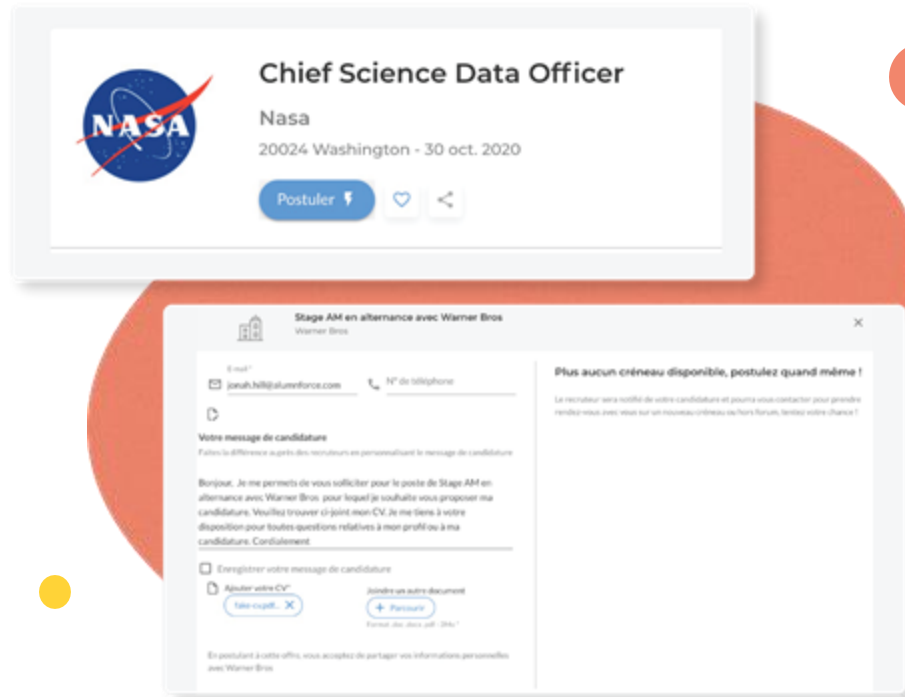 NASA
Chief Science Data Officer
Nasa
20024 Washington - 30 oct. 2020
Postuler
Stage AM en alternance avec Warner Bros
Warner Bros
E-mail *
jonah.hill@alumnforce.com
N° de téléphone
Votre message de candidature
Faites la différence auprès des recruteurs en personnalisant le message de candidature
Bonjour, Je me permets de vous solliciter pour le poste de Stage AM en
alternance avec Warner Bros pour lequel je souhaite vous proposer ma
candidature. Veuillez trouver ci-joint mon CV. Je me tiens à votre
disposition pour toutes questions relatives à mon profil ou à ma
candidature. Cordialement
Enregistrer votre message de candidature
Ajouter votre CV*
fake-cv.pdf...
Joindre un autre document
Parcourir
Format .doc .docx .pdf - 2Mo *
En postulant à cette offre, vous acceptez de partager vos informations personnelles
avec Warner Bros
Plus aucun créneau disponible, postulez quand même !
Le recruteur sera notifié de votre candidature et pourra vous contacter pour prendre
rendez-vous avec vous sur un nouveau créneau ou hors forum, tentez votre chance !